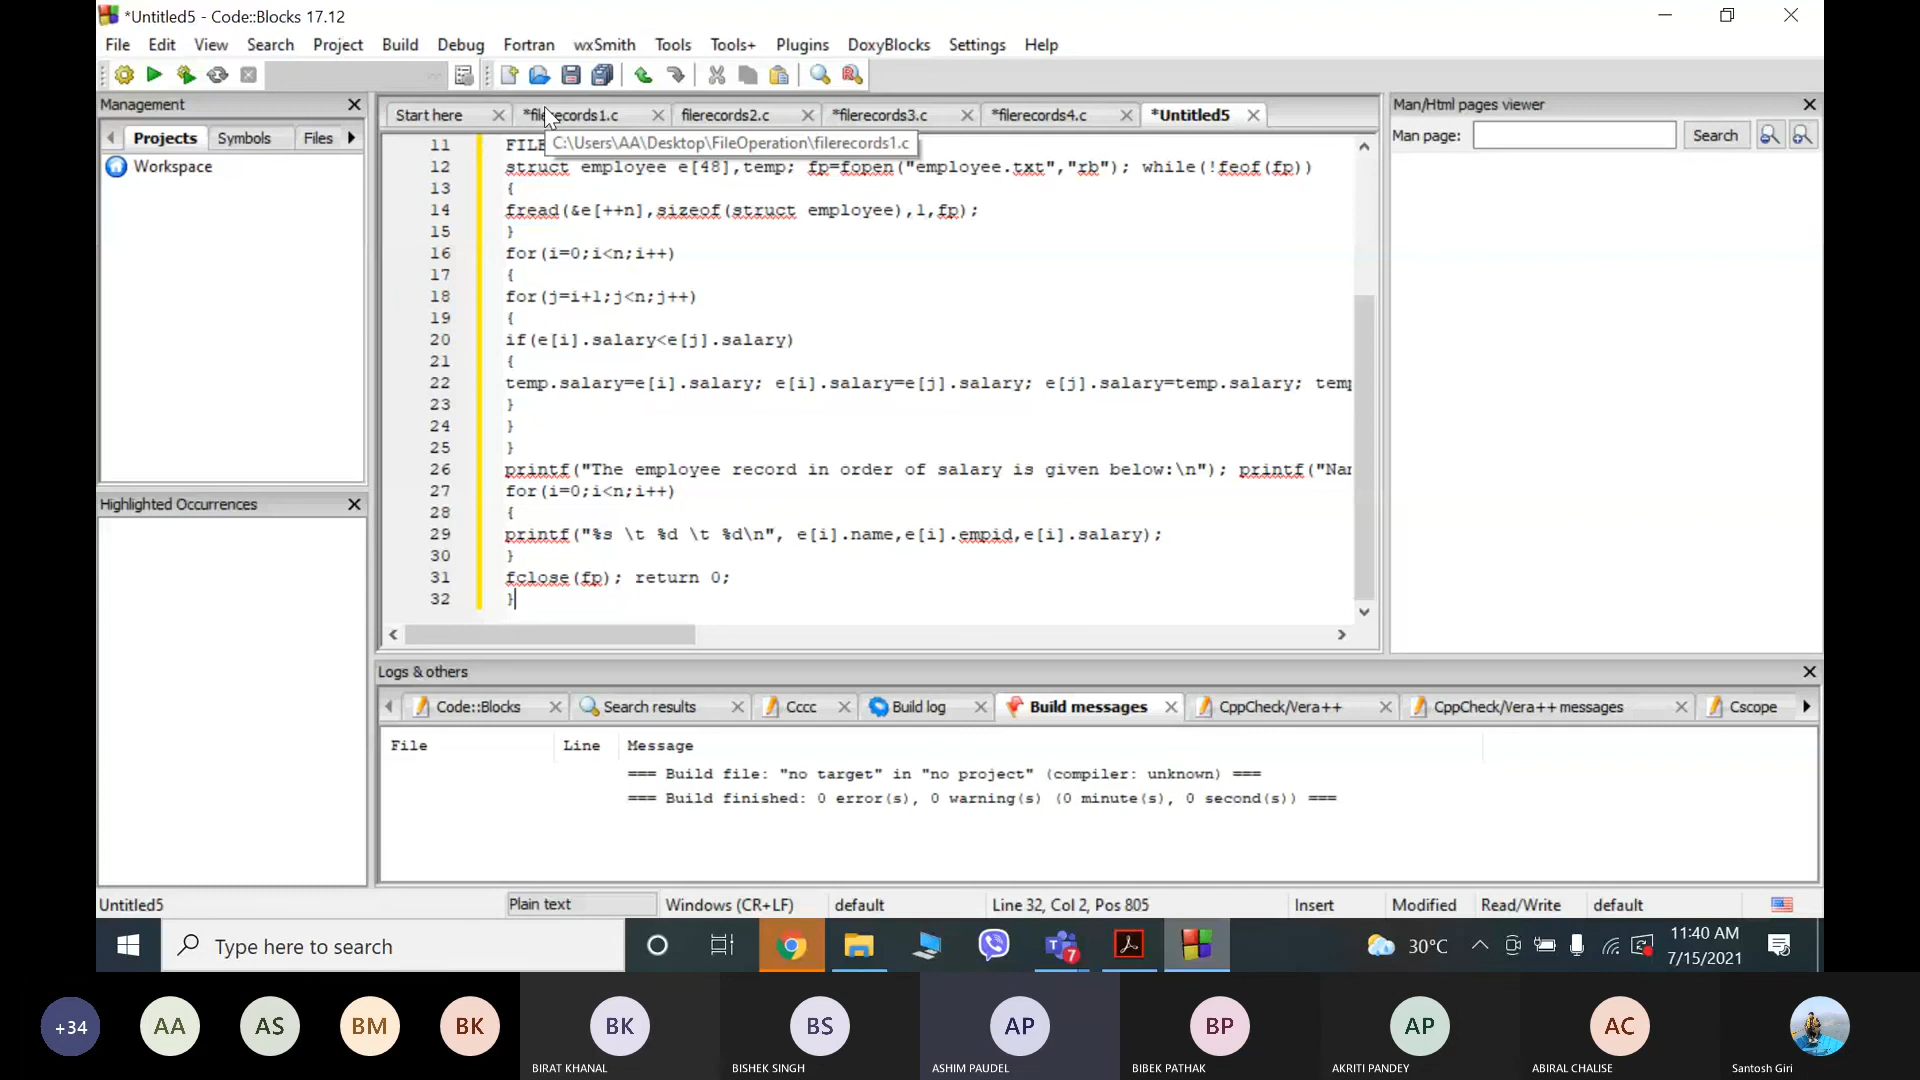 *Untitled5 - Code::Blocks 17.12
File Edit View Search Project Build Debug Fortran wxSmith Tools Tools+ Plugins DoxyBlocks Settings Help
Management
Projects Symbols Files
Workspace
Highlighted Occurrences
Start here *filerecords1.c filerecords2.c *filerecords3.c *filerecords4.c *Untitled5
C:\Users\AA\Desktop\FileOperation\filerecords1.c
11 FILE
12 struct employee e[48],temp; fp=fopen("employee.txt","rb"); while(!feof(fp))
13 {
14 fread(&e[++n],sizeof(struct employee),1,fp);
15 }
16 for(i=0;i<n;i++)
17 {
18 for(j=i+1;j<n;j++)
19 {
20 if(e[i].salary<e[j].salary)
21 {
22 temp.salary=e[i].salary; e[i].salary=e[j].salary; e[j].salary=temp.salary; temp
23 }
24 }
25 }
26 printf("The employee record in order of salary is given below:\n"); printf("Nam
27 for(i=0;i<n;i++)
28 {
29 printf("%s \t %d \t %d\n", e[i].name,e[i].empid,e[i].salary);
30 }
31 fclose(fp); return 0;
32 }
Man/Html pages viewer
Man page: Search
Logs & others
Code::Blocks Search results Cccc Build log Build messages CppCheck/Vera++ CppCheck/Vera++ messages Cscope
File Line Message
=== Build file: "no target" in "no project" (compiler: unknown) ===
=== Build finished: 0 error(s), 0 warning(s) (0 minute(s), 0 second(s)) ===
Untitled5 Plain text Windows (CR+LF) default Line 32, Col 2, Pos 805 Insert Modified Read/Write default
Type here to search
7
30°C
11:40 AM
7/15/2021
+34 AA AS BM BK BK BS AP BP AP AC
BIRAT KHANAL BISHEK SINGH ASHIM PAUDEL BIBEK PATHAK AKRITI PANDEY ABIRAL CHALISE Santosh Giri